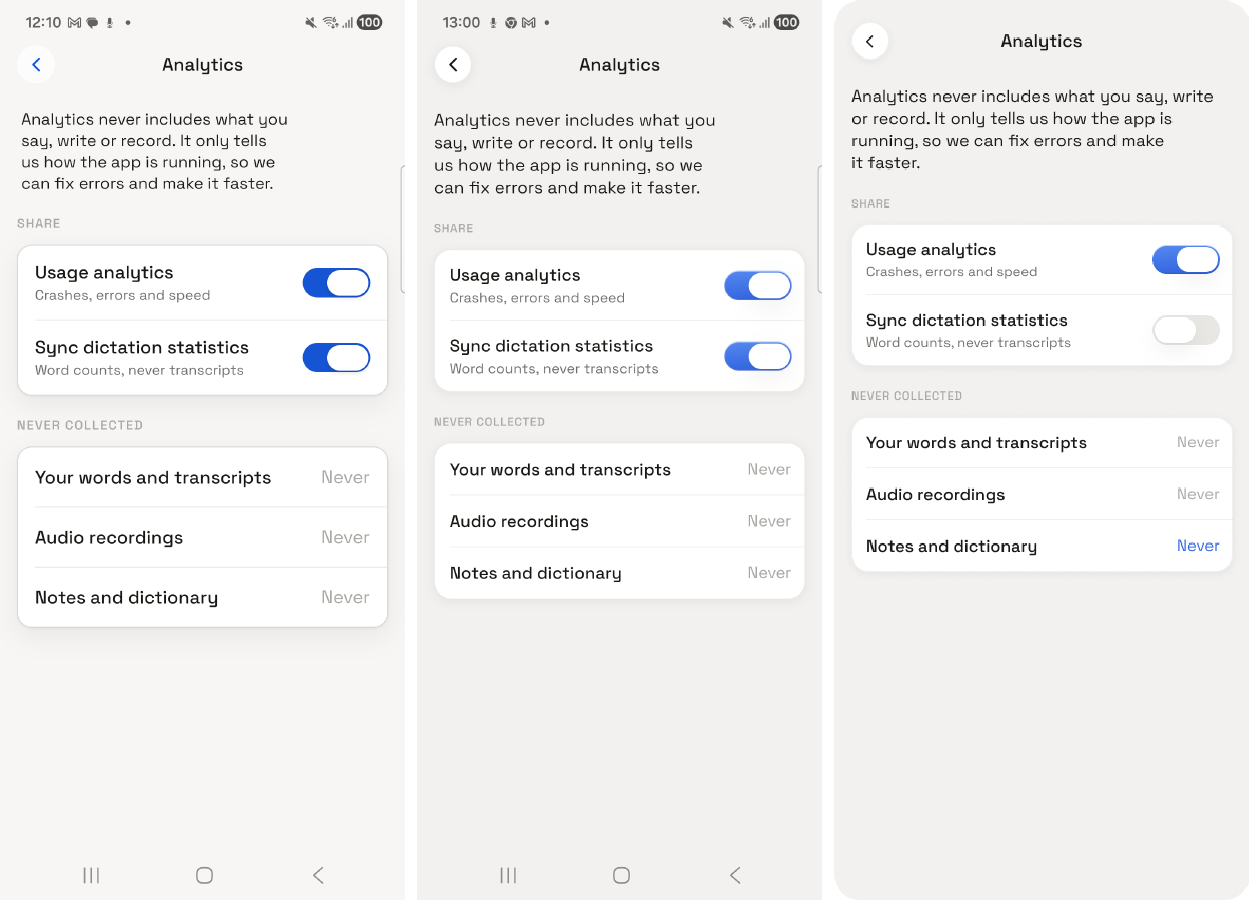 12:10
100
Analytics
Analytics never includes what you
say, write or record. It only tells
us how the app is running, so we
can fix errors and make it faster.
SHARE
Usage analytics
Crashes, errors and speed
Sync dictation statistics
Word counts, never transcripts
NEVER COLLECTED
Your words and transcripts Never
Audio recordings Never
Notes and dictionary Never
13:00
100
Analytics
Analytics never includes what you
say, write or record. It only tells
us how the app is running, so we
can fix errors and make it faster.
SHARE
Usage analytics
Crashes, errors and speed
Sync dictation statistics
Word counts, never transcripts
NEVER COLLECTED
Your words and transcripts Never
Audio recordings Never
Notes and dictionary Never
Analytics
Analytics never includes what you say, write
or record. It only tells us how the app is
running, so we can fix errors and make
it faster.
SHARE
Usage analytics
Crashes, errors and speed
Sync dictation statistics
Word counts, never transcripts
NEVER COLLECTED
Your words and transcripts Never
Audio recordings Never
Notes and dictionary Never